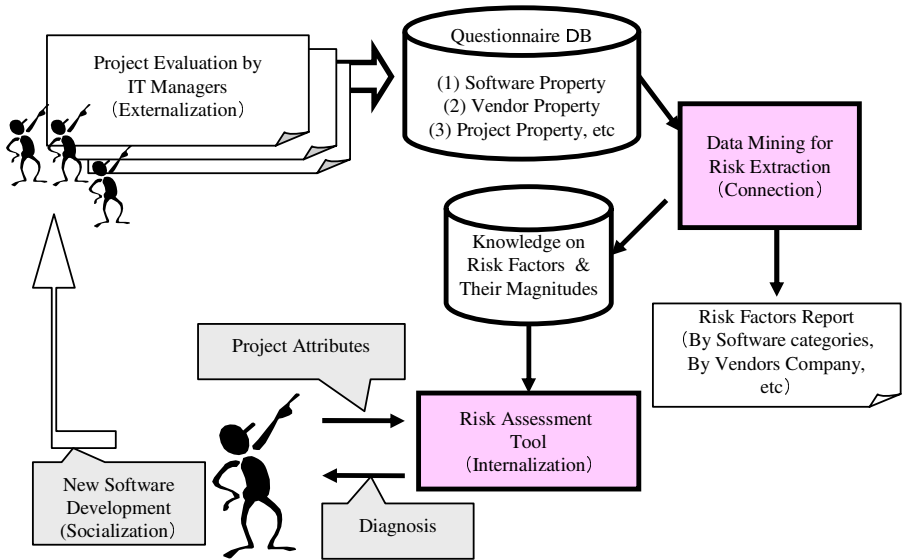 Project Evaluation by
IT Managers
（Externalization）
Questionnaire DB
(1) Software Property
(2) Vendor Property
(3) Project Property, etc
Data Mining for
Risk Extraction
（Connection）
Knowledge on
Risk Factors &
Their Magnitudes
Risk Factors Report
（By Software categories,
By Vendors Company,
etc）
Project Attributes
Risk Assessment
Tool
（Internalization）
New Software
Development
(Socialization）
Diagnosis